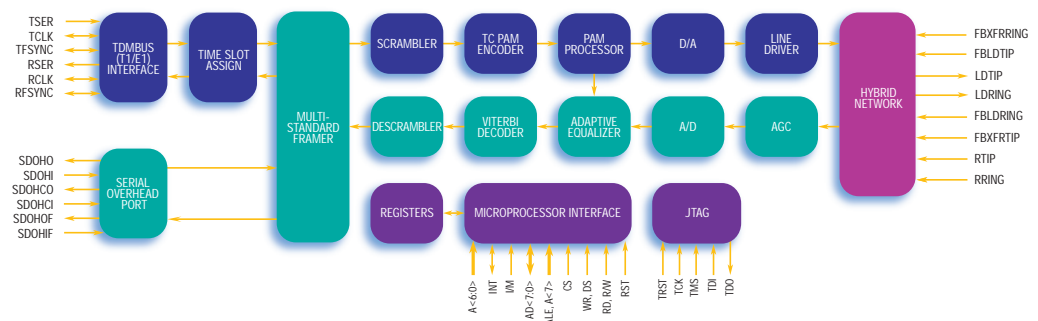 TSER
TCLK
TFSYNC
RSER
RCLK
RFSYNC
TDMBUS
(T1/E1)
INTERFACE
TIME SLOT
ASSIGN
MULTI-
STANDARD
FRAMER
SCRAMBLER
TC PAM
ENCODER
PAM
PROCESSOR
D/A
LINE
DRIVER
HYBRID
NETWORK
FBXFRRING
FBLDTIP
LDTIP
LDRING
FBLDRING
FBXFRTIP
RTIP
RRING
DESCRAMBLER
VITERBI
DECODER
ADAPTIVE
EQUALIZER
A/D
AGC
SDOHO
SDOHI
SDOHCO
SDOHCI
SDOHOF
SDOHIF
SERIAL
OVERHEAD
PORT
REGISTERS
MICROPROCESSOR INTERFACE
JTAG
A<6:0>
INT
I/M
AD<7:0>
ALE, A<7>
CS
WR, DS
RD, R/W
RST
TRST
TCK
TMS
TDI
TDO